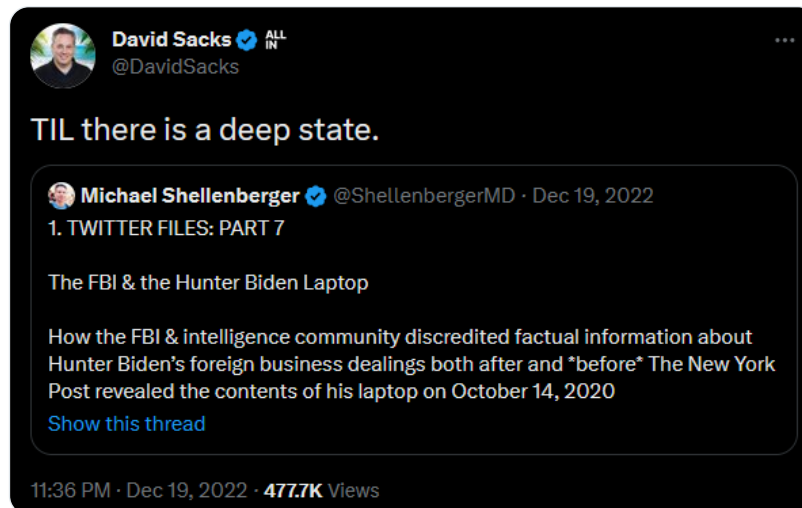 David Sacks ALL IN
@DavidSacks
TIL there is a deep state.
Michael Shellenberger @ShellenbergerMD · Dec 19, 2022
1. TWITTER FILES: PART 7
The FBI & the Hunter Biden Laptop
How the FBI & intelligence community discredited factual information about
Hunter Biden’s foreign business dealings both after and *before* The New York
Post revealed the contents of his laptop on October 14, 2020
Show this thread
11:36 PM · Dec 19, 2022 · 477.7K Views